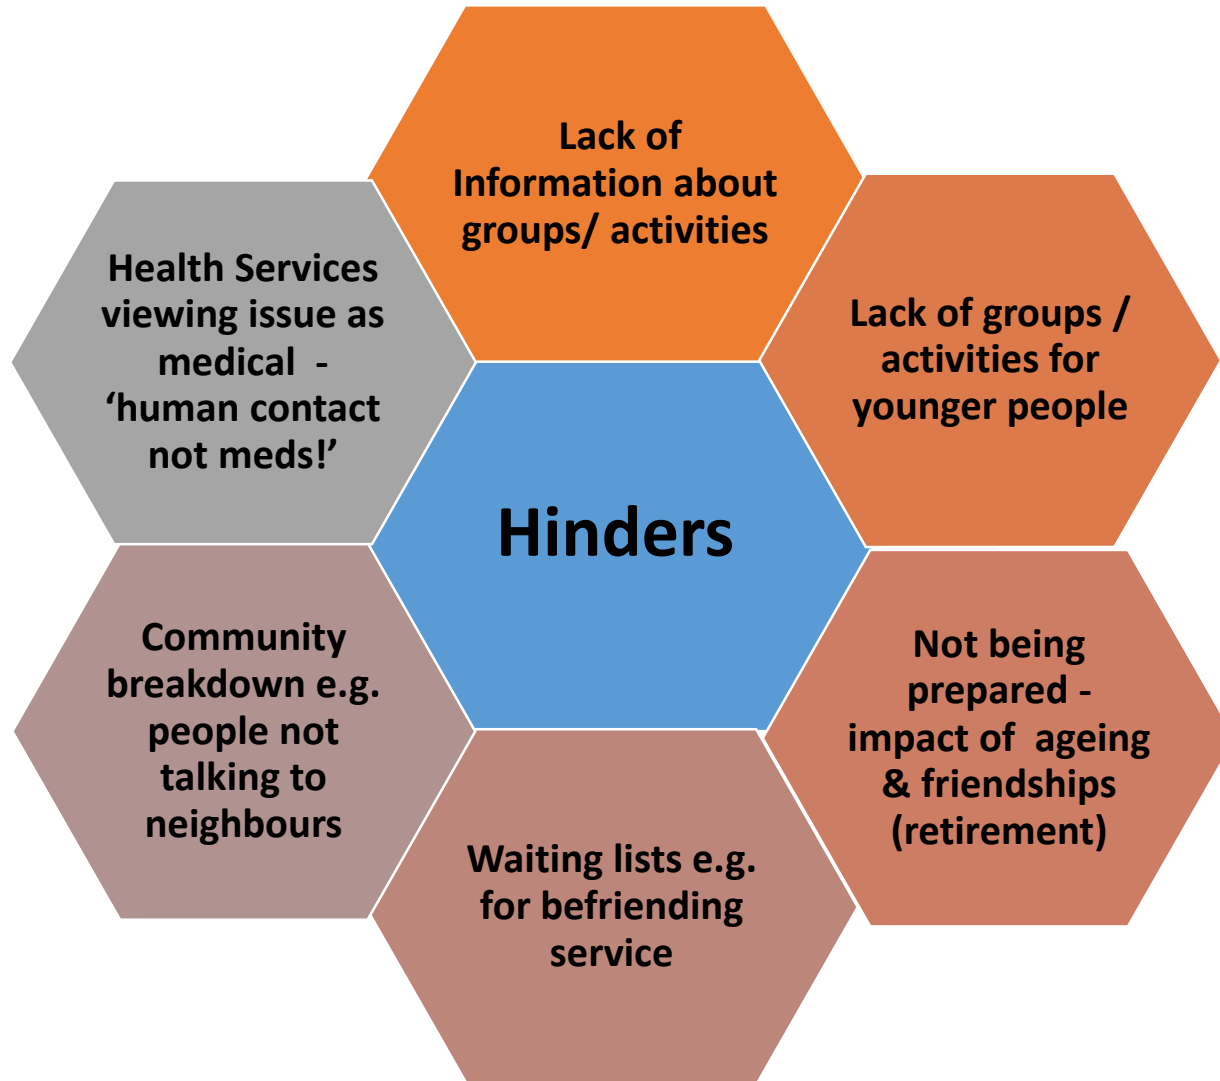 Lack of
Information about
groups/ activities
Lack of groups /
activities for
younger people
Not being
prepared -
impact of  ageing
& friendships
(retirement)
Waiting lists e.g.
for befriending
service
Community
breakdown e.g.
people not
talking to
neighbours
Health Services
viewing issue as
medical  -
‘human contact
not meds!’
Hinders